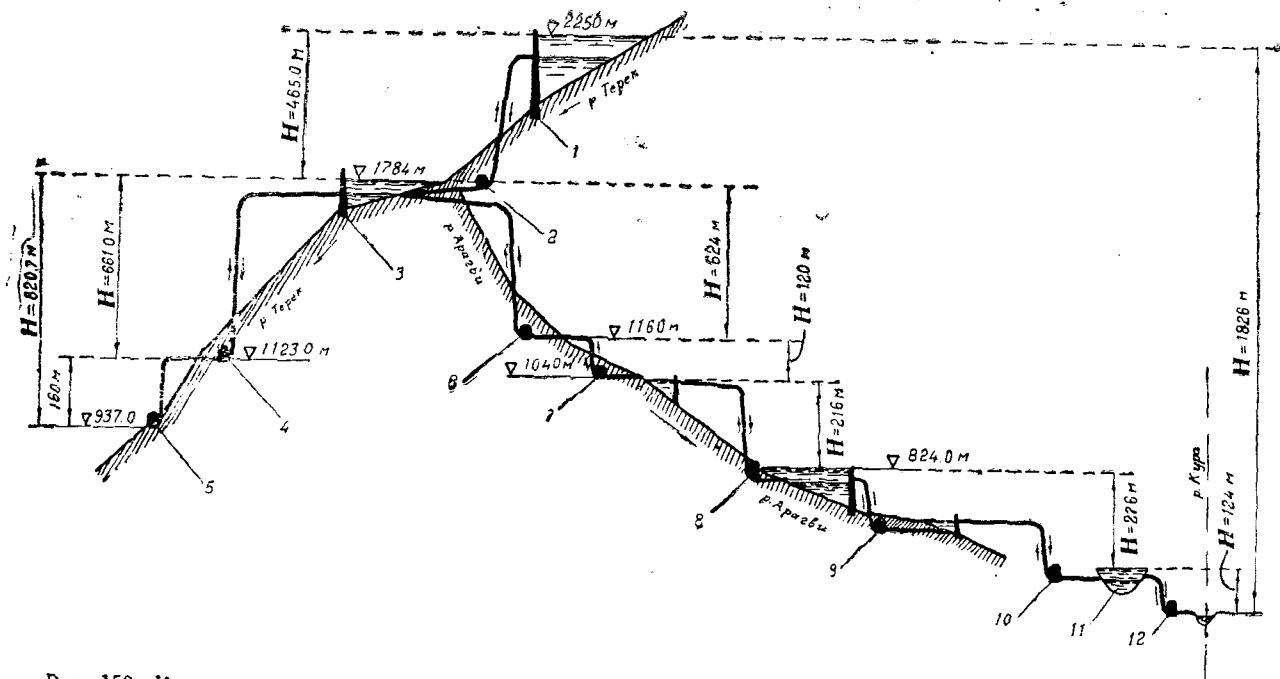 2250 м
H=465.0 м
р Терек
1
1784 м
2
3
р Арагви
H=820,7 м
H=661.0 м
р Терек
H=624 м
H=120 м
H=1826 м
1160 м
1040 м
1123.0 м
160 м
937.0
4
5
6
7
H=216 м
824.0 м
8
р.Арагви
9
H=276 м
р.Кура
H=124 м
10
11
12